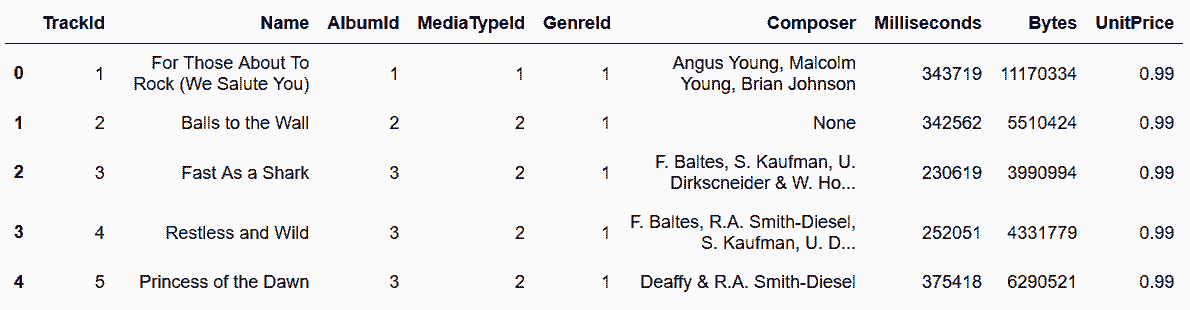 TrackId Name AlbumId MediaTypeId GenreId Composer Milliseconds Bytes UnitPrice
0 1 For Those About To Rock (We Salute You) 1 1 1 Angus Young, Malcolm Young, Brian Johnson 343719 11170334 0.99
1 2 Balls to the Wall 2 2 1 None 342562 5510424 0.99
2 3 Fast As a Shark 3 2 1 F. Baltes, S. Kaufman, U. Dirkscneider & W. Ho... 230619 3990994 0.99
3 4 Restless and Wild 3 2 1 F. Baltes, R.A. Smith-Diesel, S. Kaufman, U. D... 252051 4331779 0.99
4 5 Princess of the Dawn 3 2 1 Deaffy & R.A. Smith-Diesel 375418 6290521 0.99